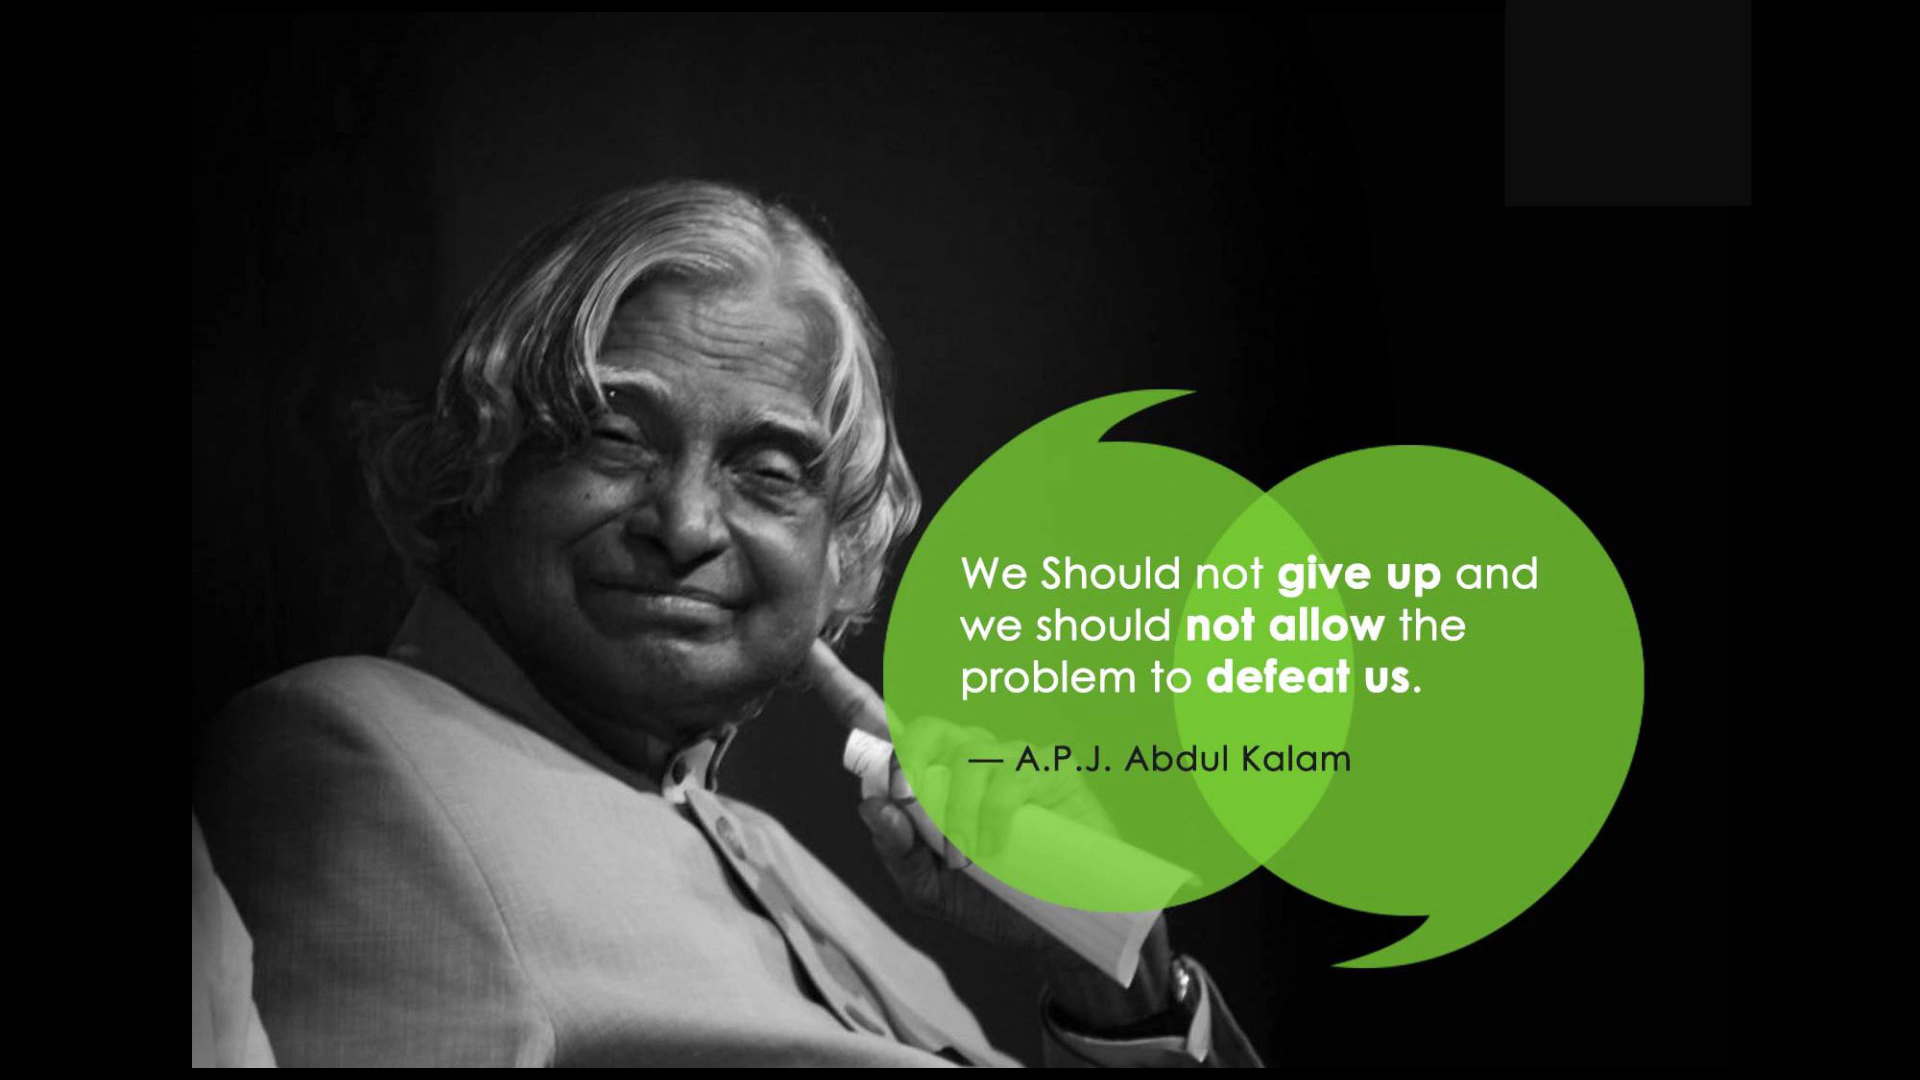 We Should not give up and
we should not allow the
problem to defeat us.
— A.P.J. Abdul Kalam